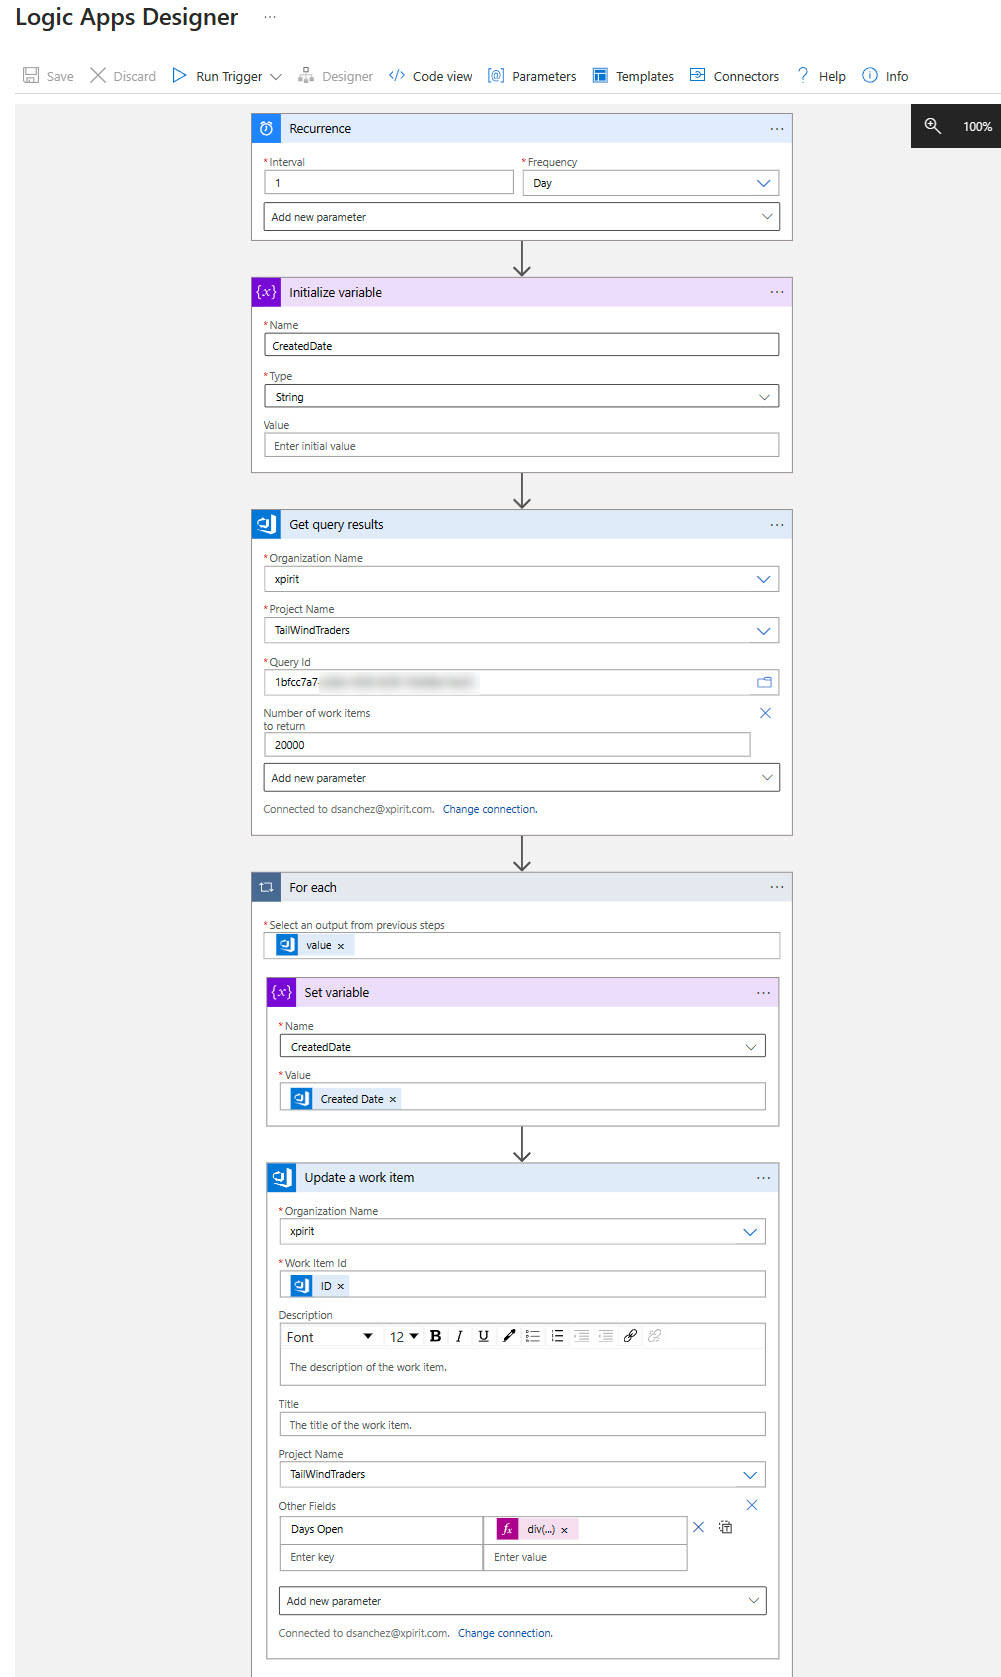 Logic Apps Designer ...
Save Discard Run Trigger Designer Code view Parameters Templates Connectors Help Info
100%
Recurrence ...
*Interval *Frequency
1 Day
Add new parameter
{x} Initialize variable ...
*Name
CreatedDate
*Type
String
Value
Enter initial value
Get query results ...
*Organization Name
xpirit
*Project Name
TailWindTraders
*Query Id
1bfcc7a7-
Number of work items
to return
20000
Add new parameter
Connected to dsanchez@xpirit.com. Change connection.
For each ...
*Select an output from previous steps
value ×
{x} Set variable ...
*Name
CreatedDate
*Value
Created Date ×
Update a work item ...
*Organization Name
xpirit
*Work Item Id
ID ×
Description
Font 12 B I U
The description of the work item.
Title
The title of the work item.
Project Name
TailWindTraders
Other Fields
Days Open fx div(...) ×
Enter key Enter value
Add new parameter
Connected to dsanchez@xpirit.com. Change connection.